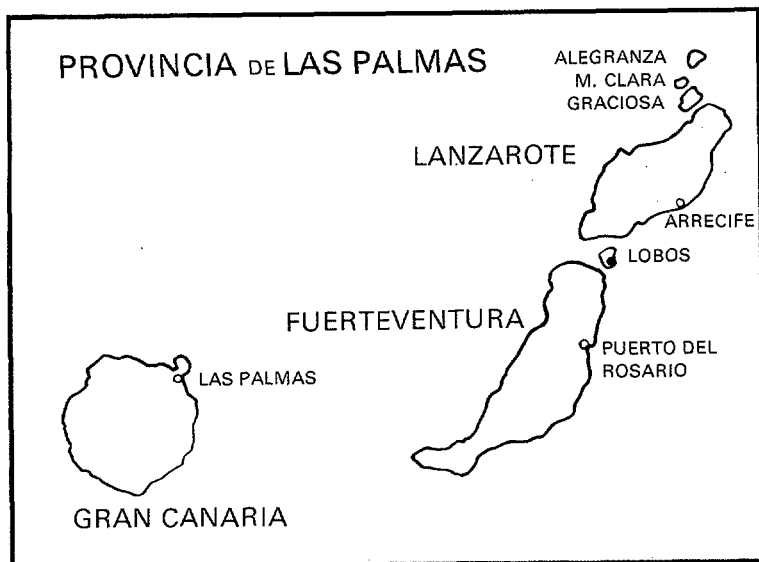 PROVINCIA DE LAS PALMAS
ALEGRANZA
M. CLARA
GRACIOSA
LANZAROTE
ARRECIFE
LOBOS
FUERTEVENTURA
PUERTO DEL
ROSARIO
LAS PALMAS
GRAN CANARIA